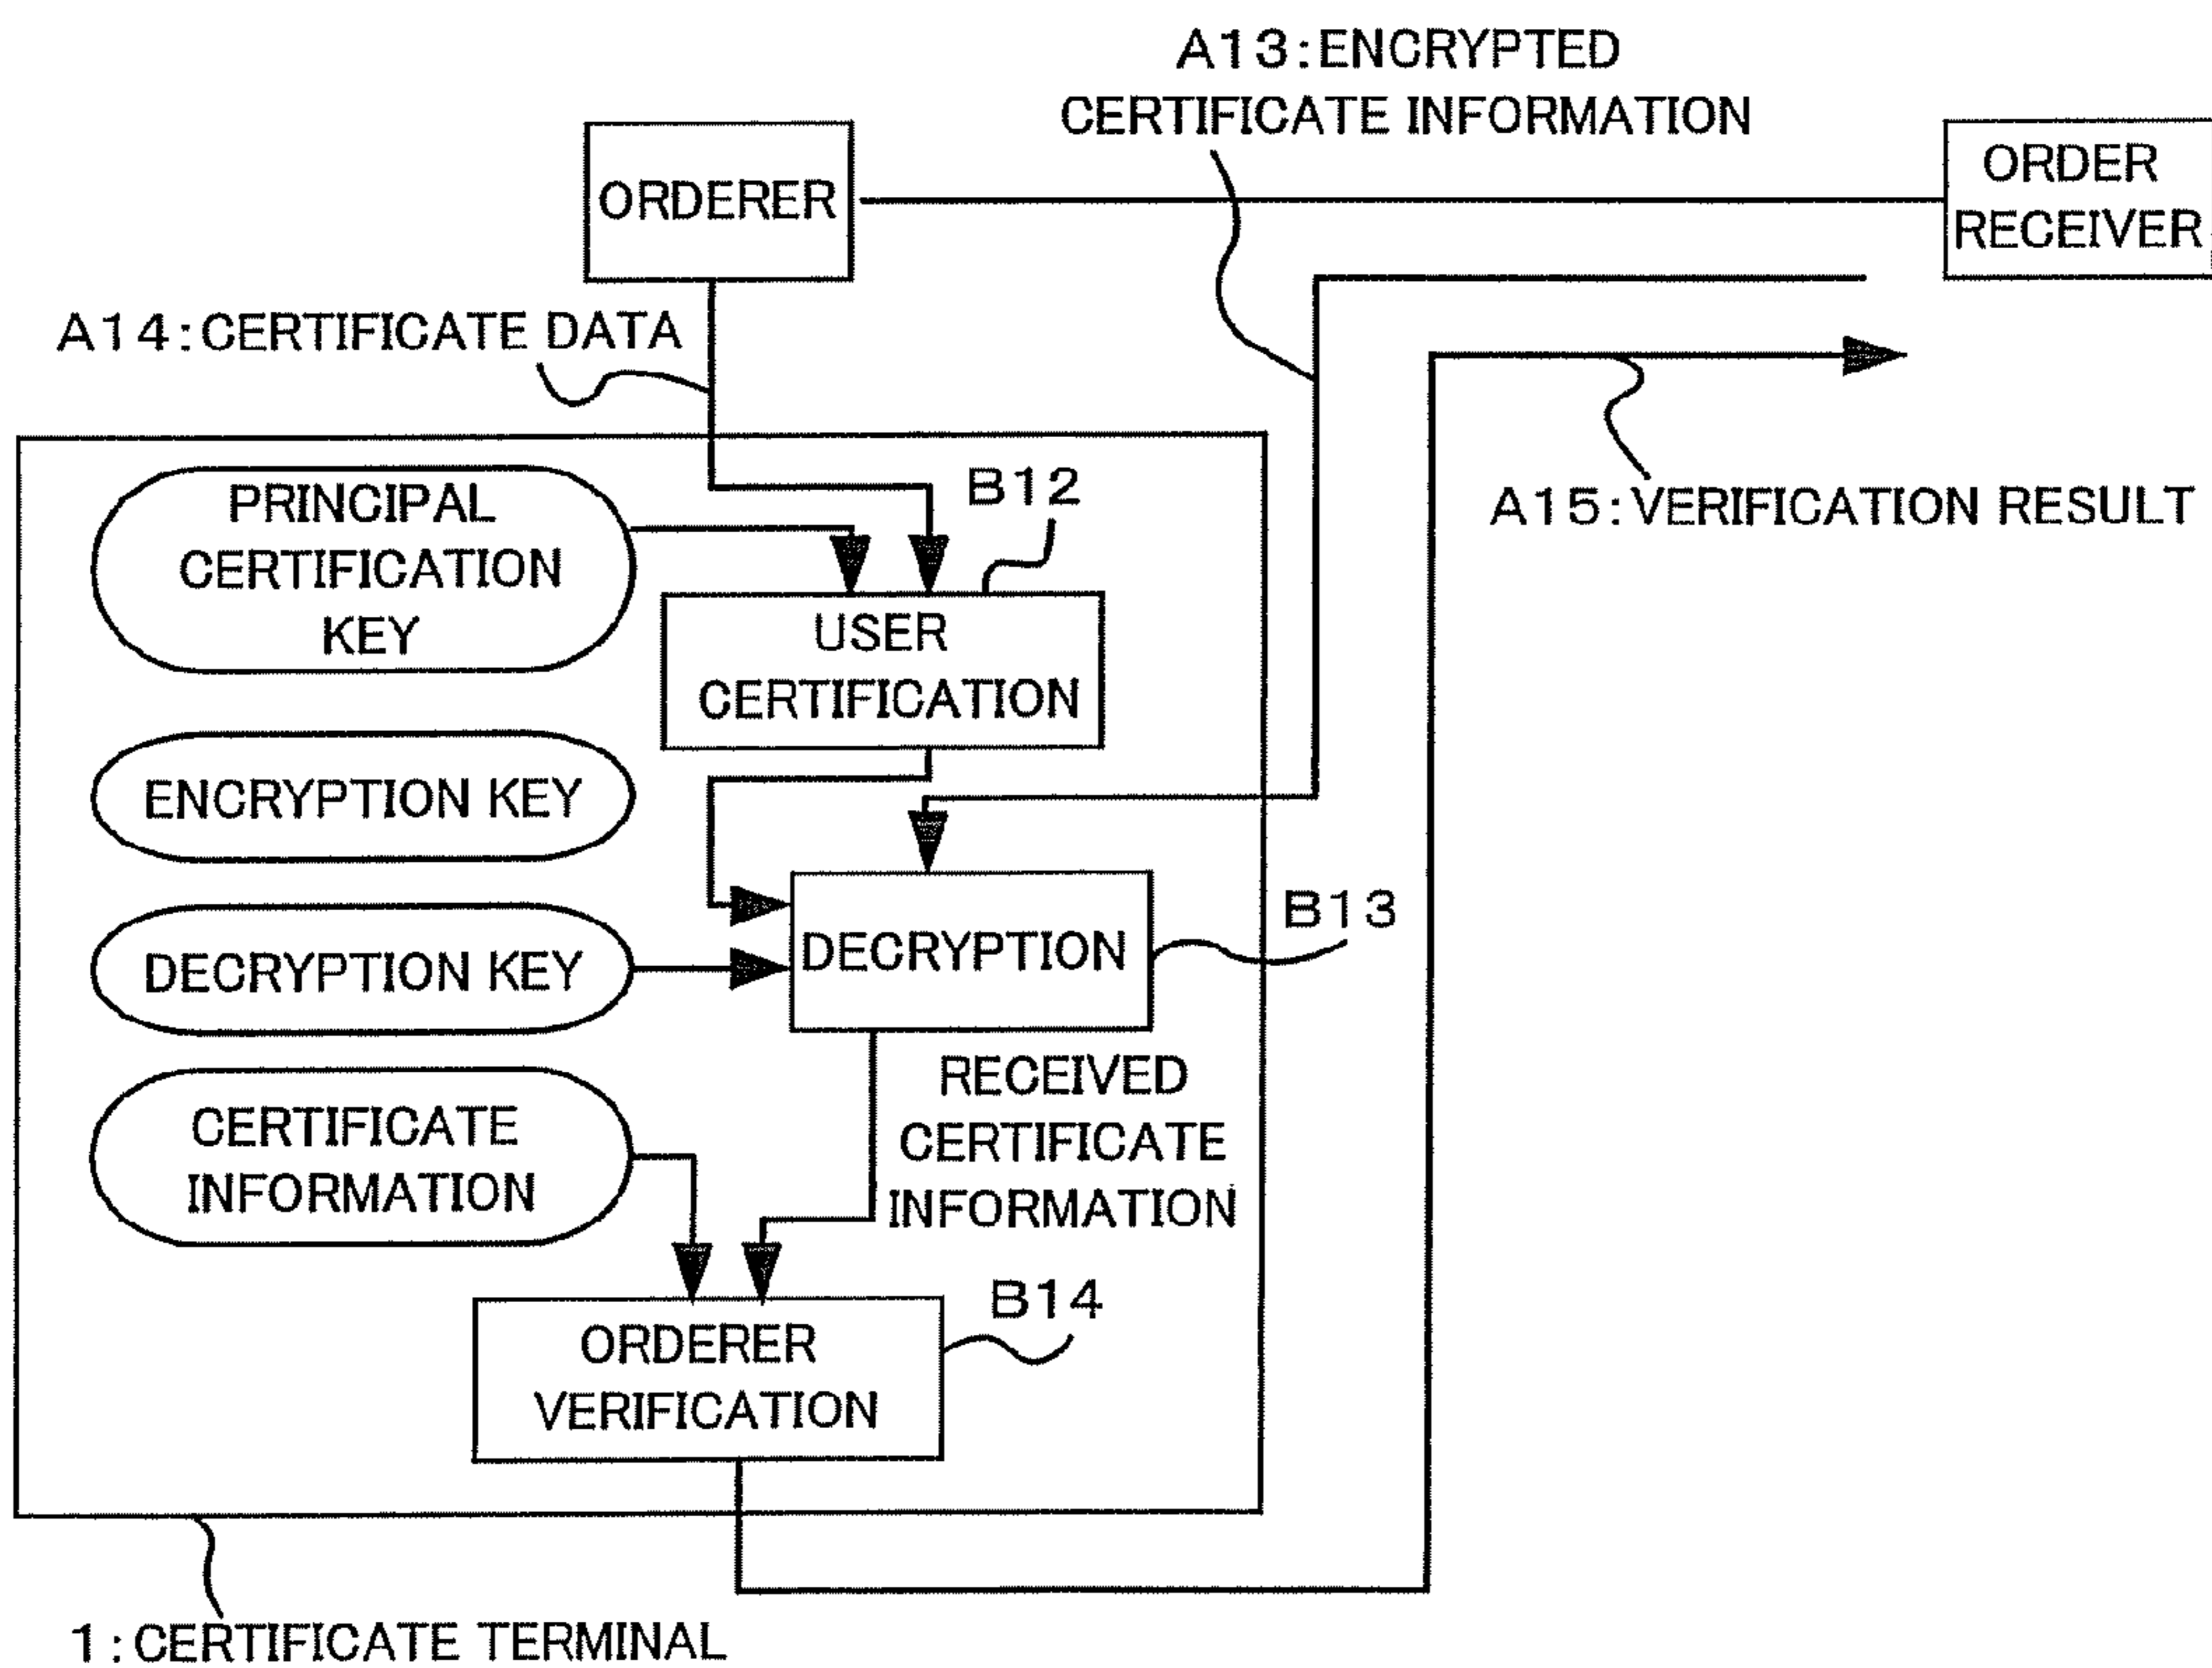 A13:ENCRYPTED
CERTIFICATE INFORMATION
ORDERER
ORDER
RECEIVER
A14:CERTIFICATE DATA
A15:VERIFICATION RESULT
B12
PRINCIPAL
CERTIFICATION
KEY
USER
CERTIFICATION
ENCRYPTION KEY
B13
DECRYPTION KEY
DECRYPTION
RECEIVED
CERTIFICATE
INFORMATION
CERTIFICATE
INFORMATION
B14
ORDERER
VERIFICATION
1:CERTIFICATE TERMINAL